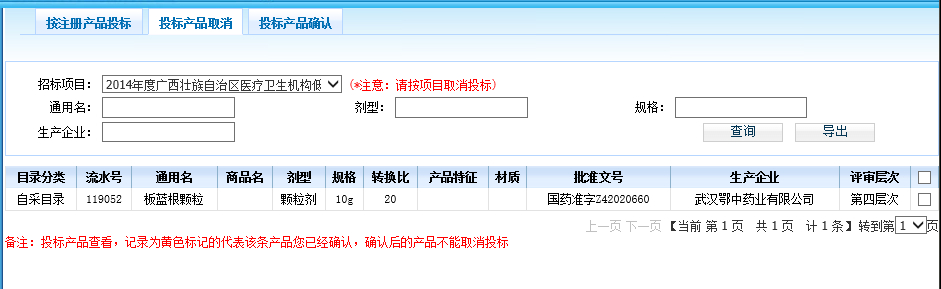 按注册产品投标 投标产品取消 投标产品确认
招标项目: 2014年度广西壮族自治区医疗卫生机构低 (*注意:请按项目取消投标)
通用名: 剂型: 规格:
生产企业: 查询 导出
目录分类 流水号 通用名 商品名 剂型 规格 转换比 产品特征 材质 批准文号 生产企业 评审层次
自采目录 119052 板蓝根颗粒 颗粒剂 10g 20 国药准字Z42020660 武汉鄂中药业有限公司 第四层次
上一页 下一页 【当前 第 1 页 共 1 页 计 1 条】转到第 1 页
备注:投标产品查看,记录为黄色标记的代表该条产品您已经确认,确认后的产品不能取消投标